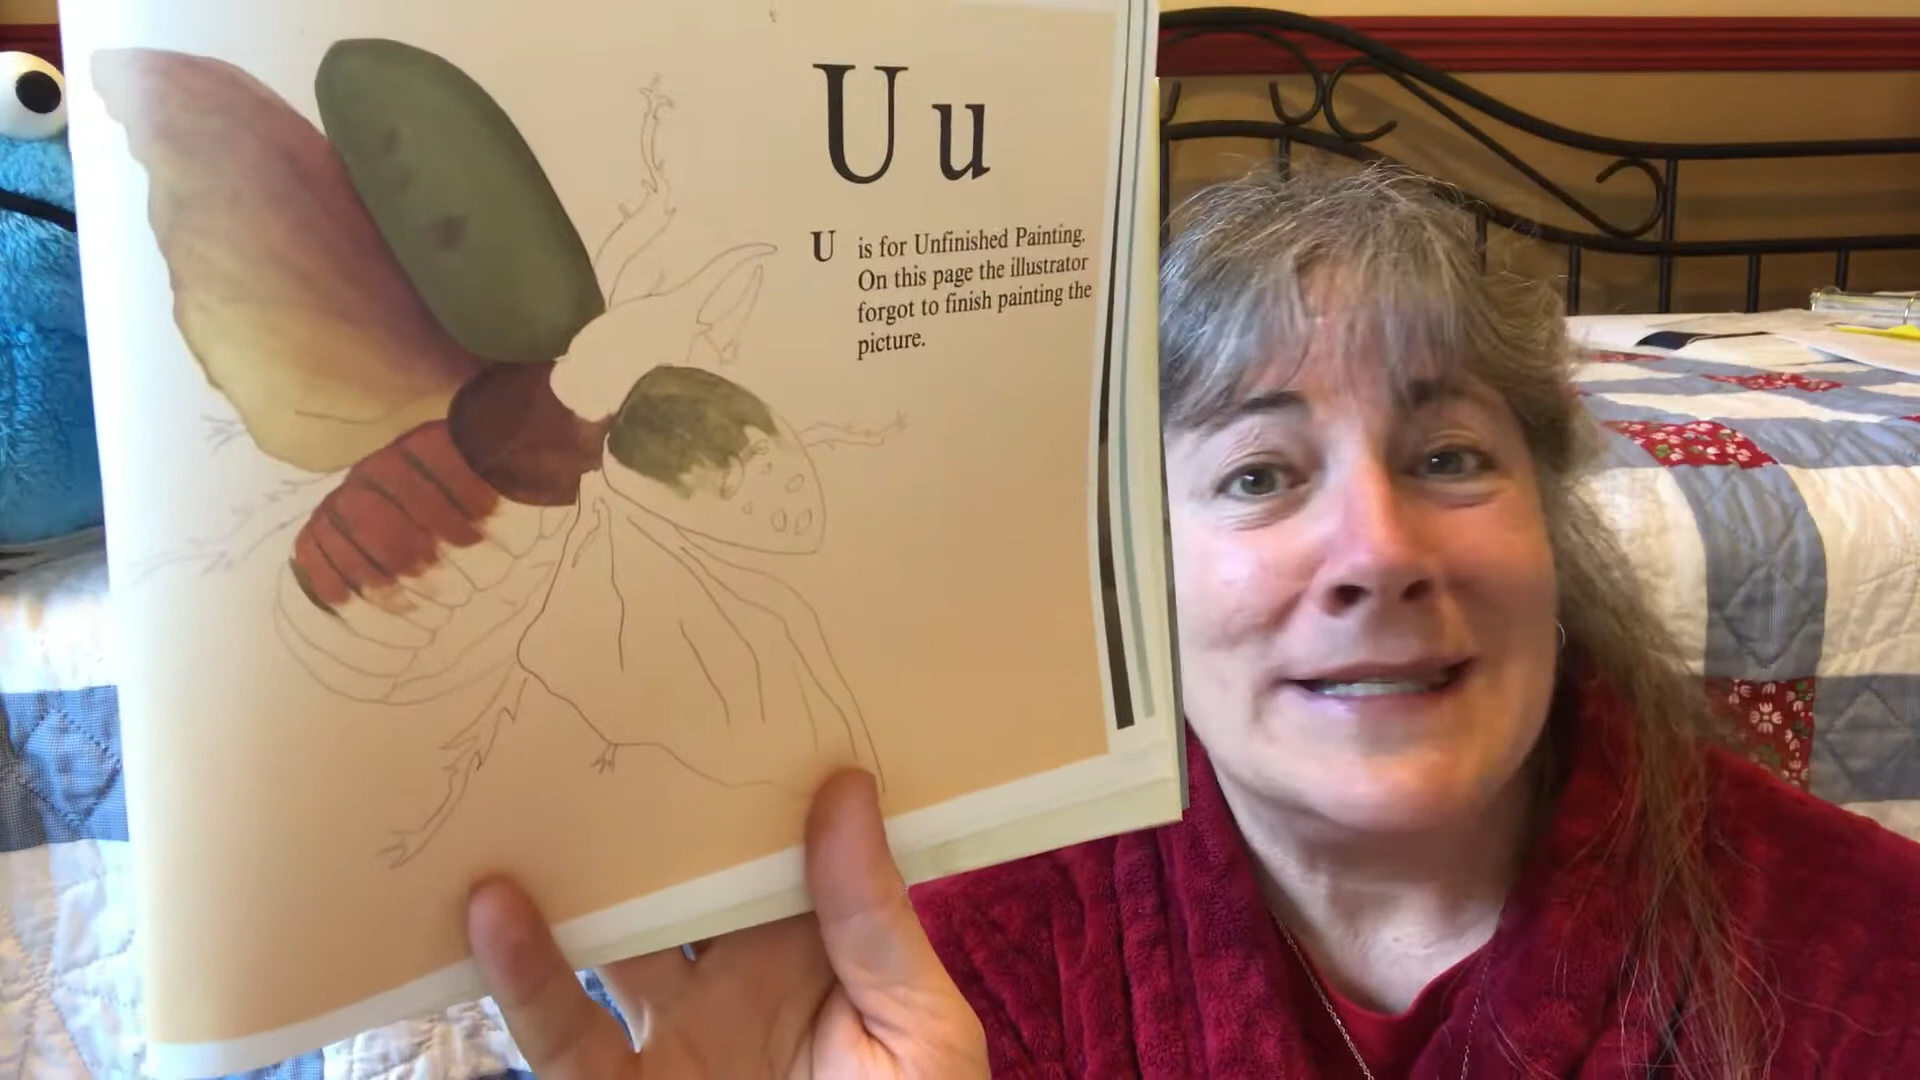 U u
U is for Unfinished Painting.
On this page the illustrator
forgot to finish painting the
picture.